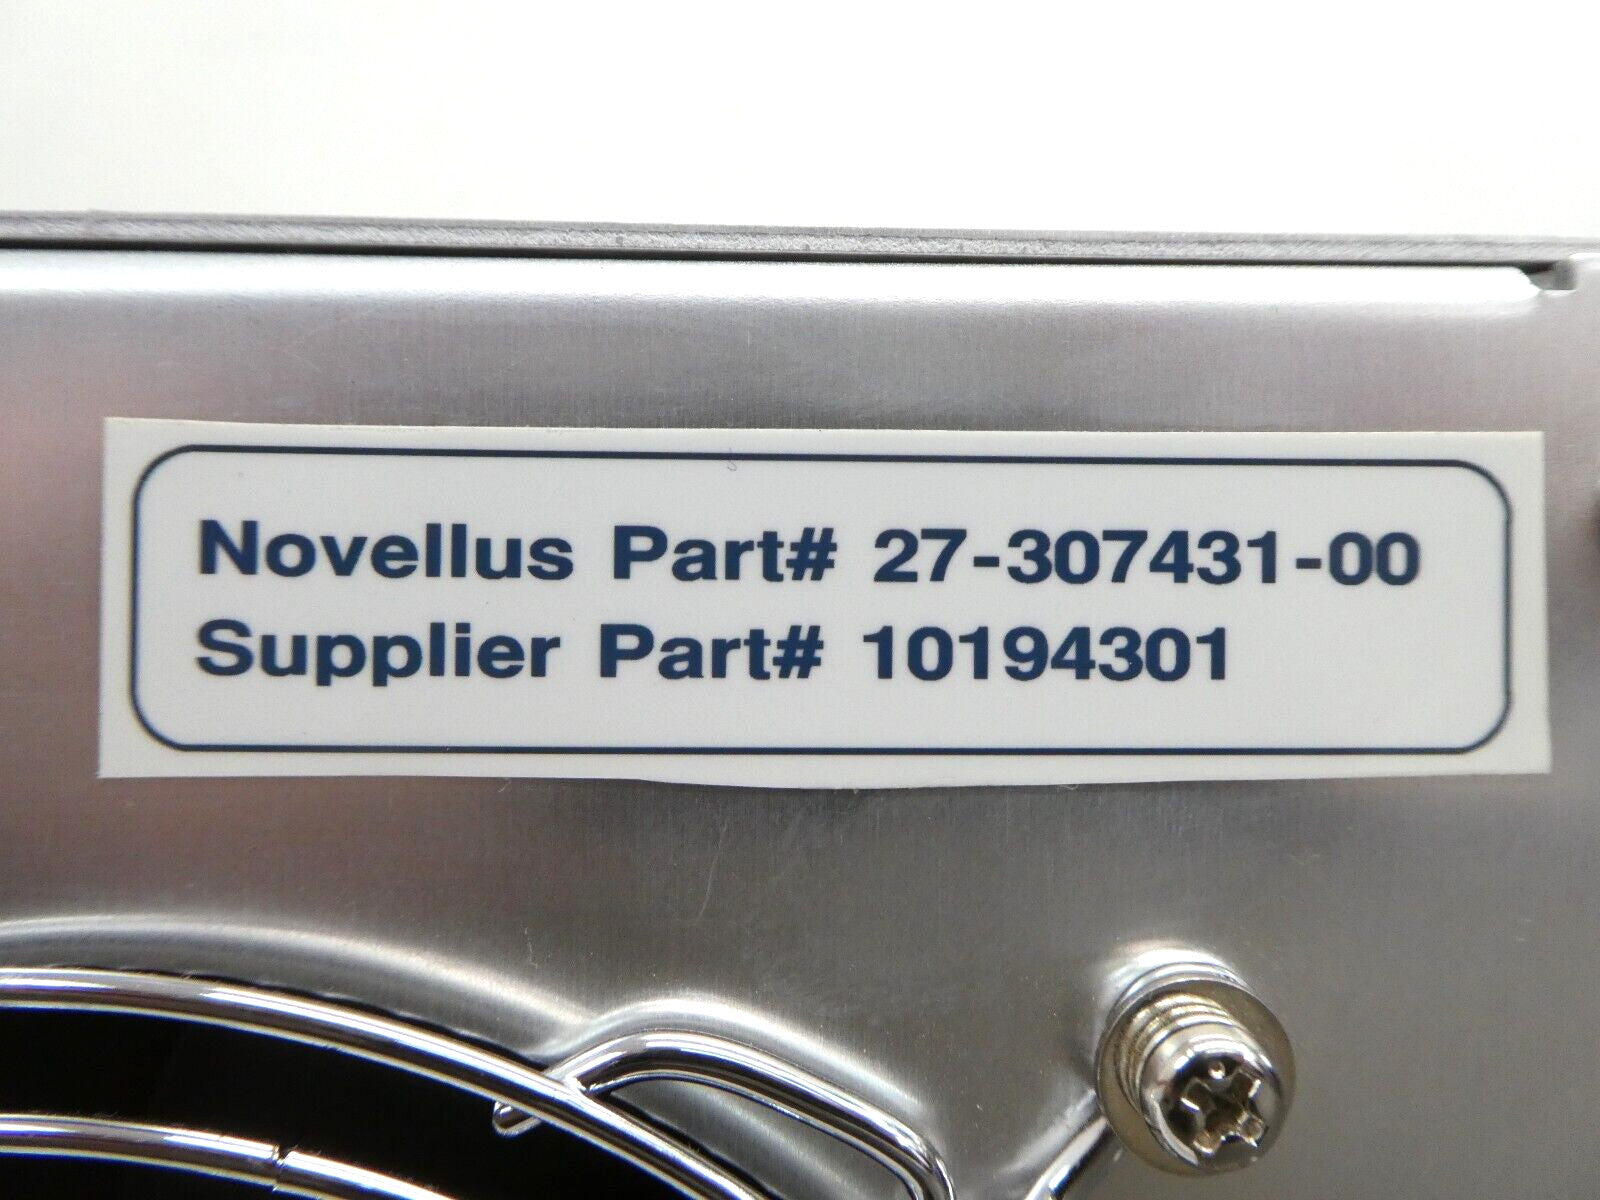 Novellus Part# 27-307431-00
Supplier Part# 10194301